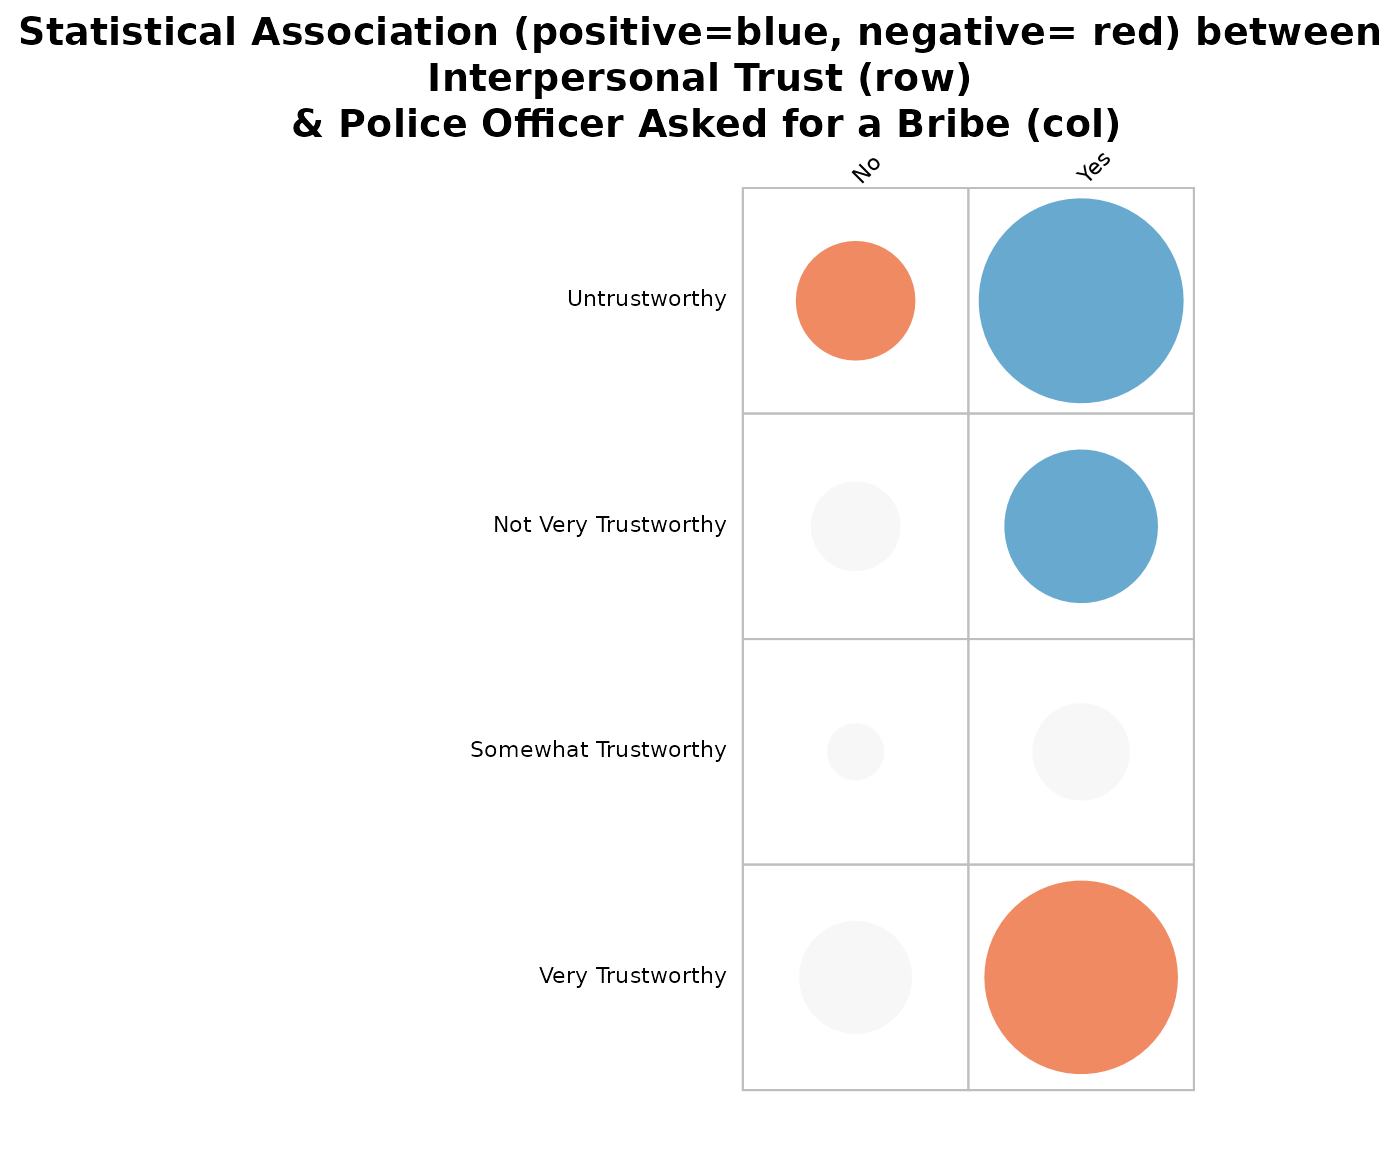 Statistical Association (positive=blue, negative= red) between
Interpersonal Trust (row)
& Police Officer Asked for a Bribe (col)
No
Yes
Untrustworthy
Not Very Trustworthy
Somewhat Trustworthy
Very Trustworthy